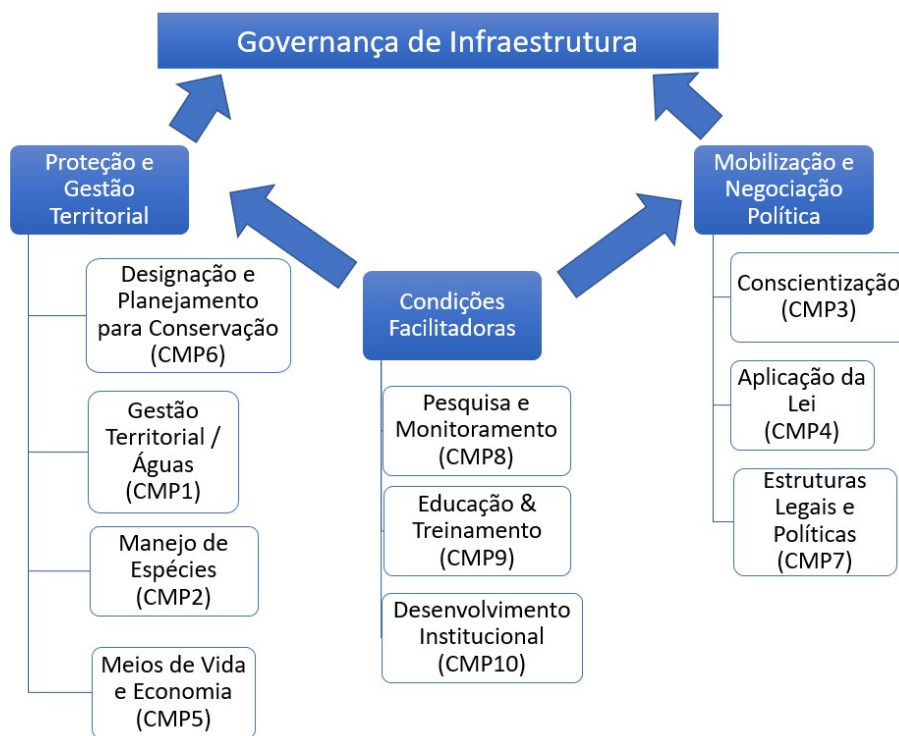 Governança de Infraestrutura
Proteção e
Gestão
Territorial
Designação e
Planejamento
para Conservação
(CMP6)
Gestão
Territorial /
Águas
(CMP1)
Manejo de
Espécies
(CMP2)
Meios de Vida
e Economia
(CMP5)
Condições
Facilitadoras
Pesquisa e
Monitoramento
(CMP8)
Educação &
Treinamento
(CMP9)
Desenvolvimento
Institucional
(CMP10)
Mobilização e
Negociação
Política
Conscientização
(CMP3)
Aplicação da
Lei
(CMP4)
Estruturas
Legais e
Políticas
(CMP7)